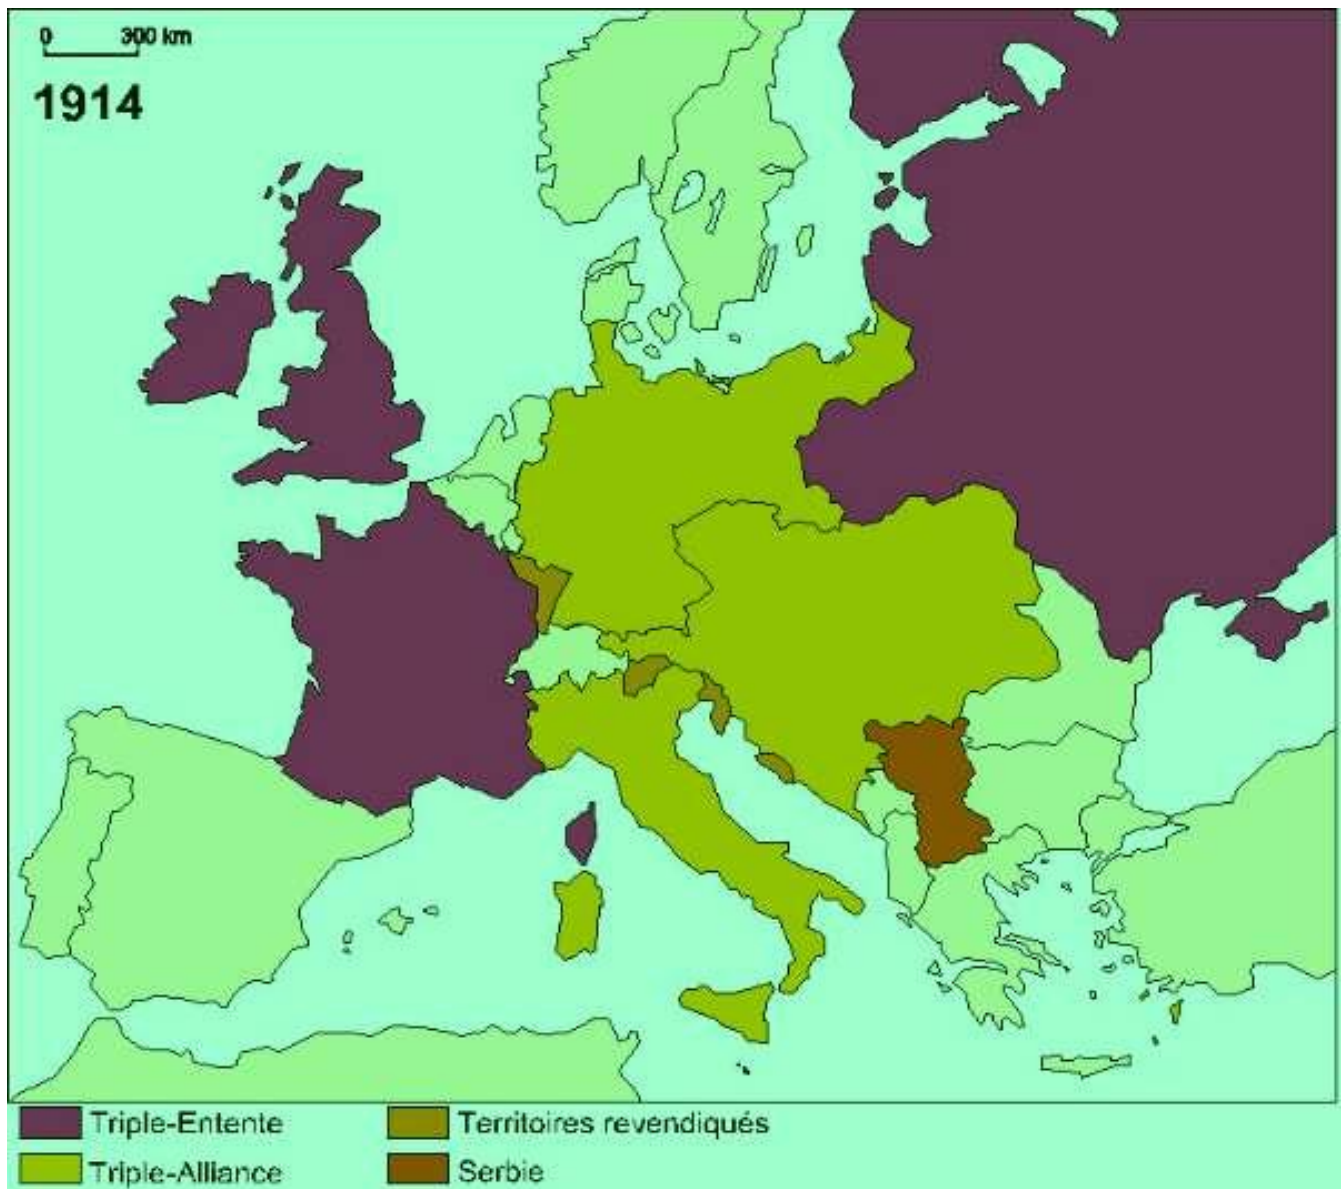 0 300 km
1914
Triple-Entente
Territoires revendiqués
Triple-Alliance
Serbie